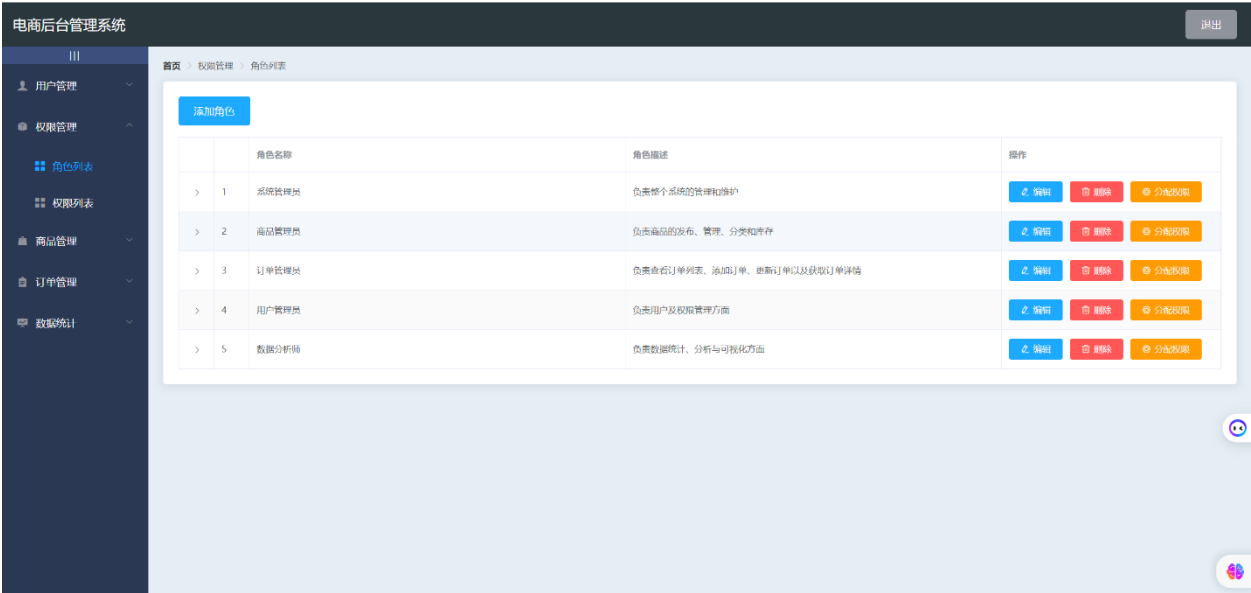 电商后台管理系统 退出
|||
首页 > 权限管理 > 角色列表
用户管理
权限管理
角色列表
权限列表
商品管理
订单管理
数据统计
添加角色
角色名称 角色描述 操作
1 系统管理员 负责整个系统的管理和维护 编辑 删除 分配权限
2 商品管理员 负责商品的发布、管理、分类和库存 编辑 删除 分配权限
3 订单管理员 负责查看订单列表、添加订单、更新订单以及获取订单详情 编辑 删除 分配权限
4 用户管理员 负责用户及权限管理方面 编辑 删除 分配权限
5 数据分析师 负责数据统计、分析与可视化方面 编辑 删除 分配权限